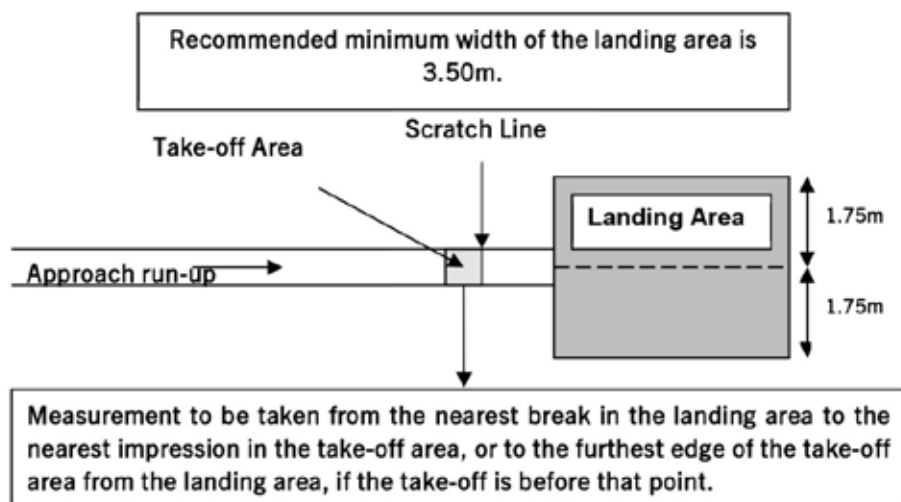 Recommended minimum width of the landing area is
3.50m.
Scratch Line
Take-off Area
Landing Area
1.75m
Approach run-up
1.75m
Measurement to be taken from the nearest break in the landing area to the
nearest impression in the take-off area, or to the furthest edge of the take-off
area from the landing area, if the take-off is before that point.